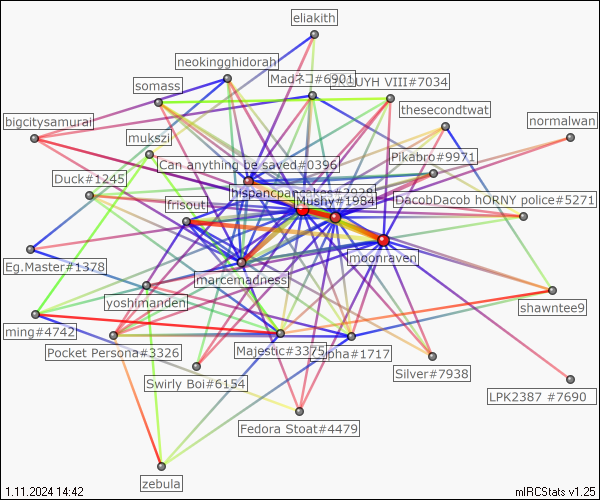 eliakith
neokingghidorah
Madネコ#6901
UYH VIII#7034
somass
thesecondtwat
bigcitysamurai
normalwan
mukszi
Pikabro#9971
Can anything be saved#0396
Duck#1245
hispancpancakes#2928
Mushy#1984
DacobDacob hORNY police#5271
frisout
moonraven
Eg.Master#1378
marcemadness
yoshimanden
shawntee9
ming#4742
Pocket Persona#3326
Majestic#3375
lpha#1717
Swirly Boi#6154
Silver#7938
LPK2387 #7690
Fedora Stoat#4479
zebula
1.11.2024 14:42
mIRCStats v1.25